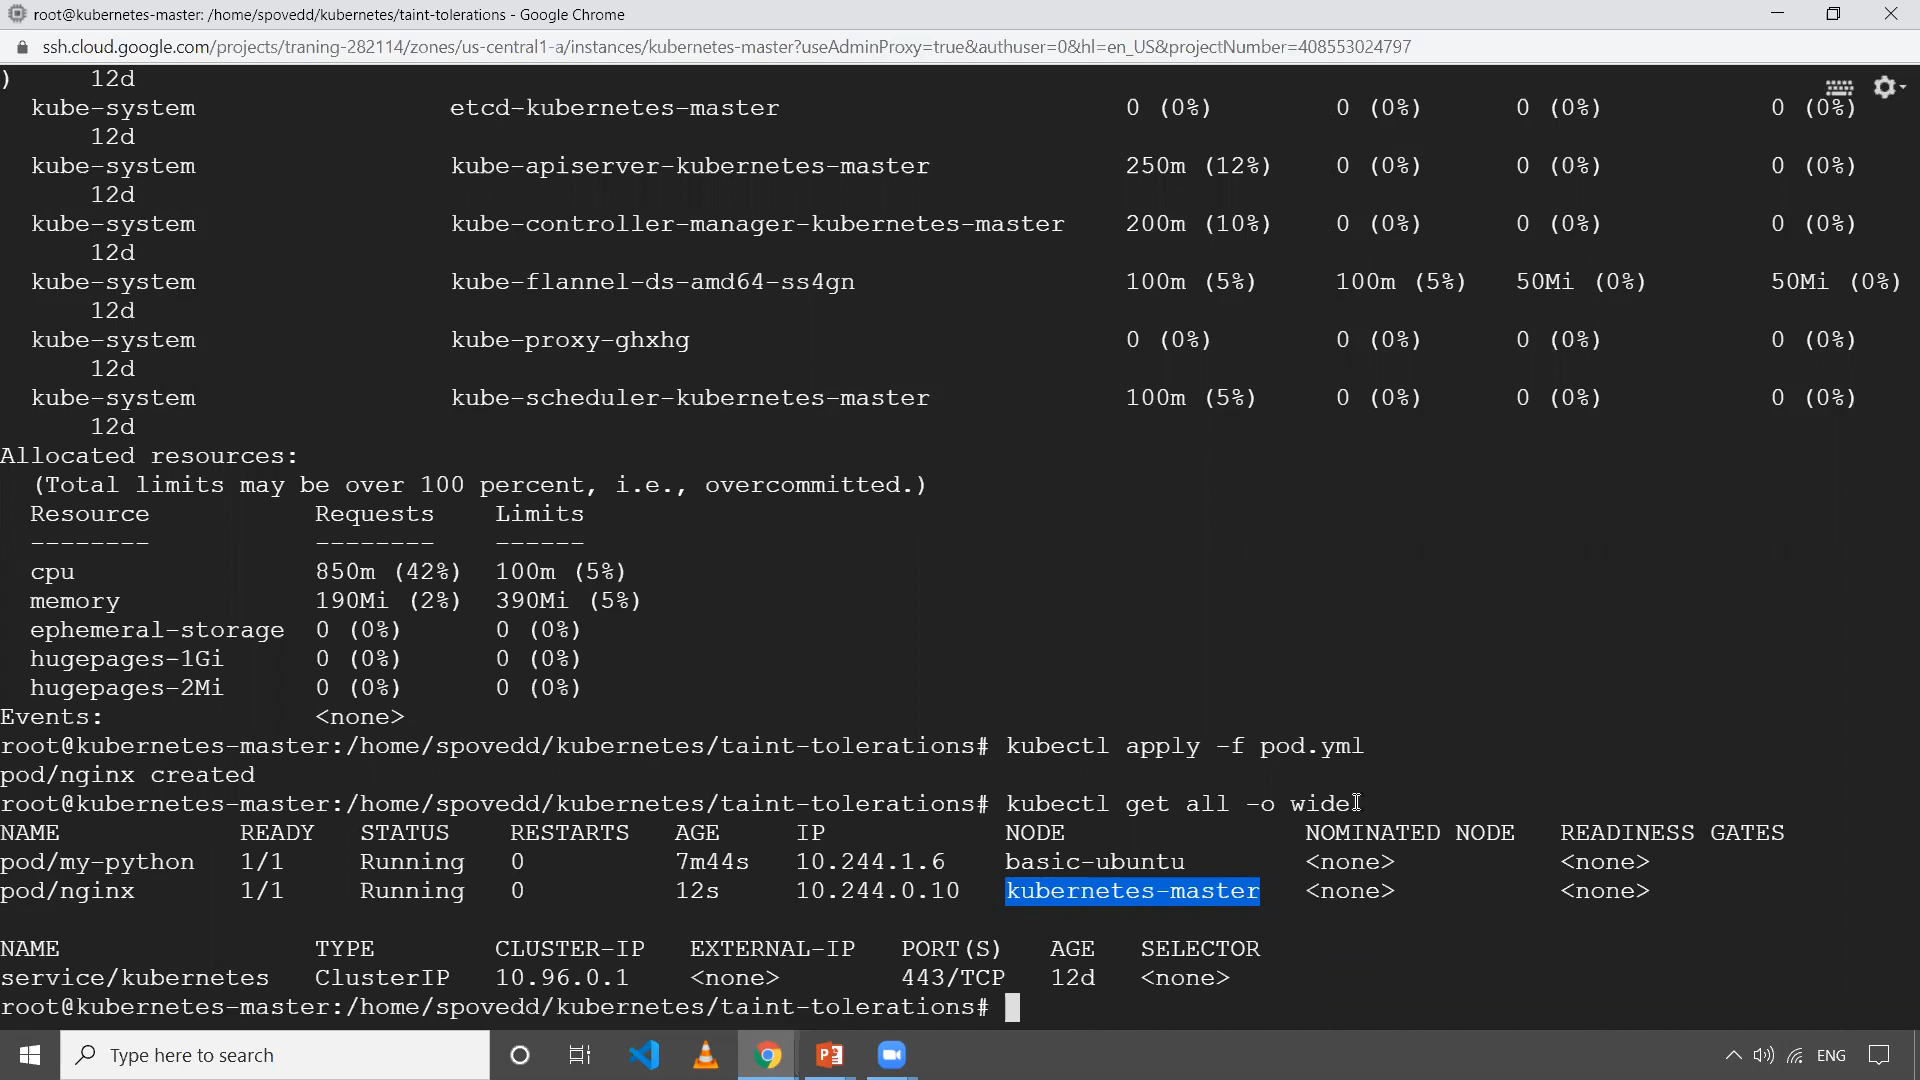 root@kubernetes-master: /home/spovedd/kubernetes/taint-tolerations - Google Chrome
ssh.cloud.google.com/projects/traning-282114/zones/us-central1-a/instances/kubernetes-master?useAdminProxy=true&authuser=0&hl=en_US&projectNumber=408553024797
) 12d
kube-system etcd-kubernetes-master 0 (0%) 0 (0%) 0 (0%) 0 (0%)
12d
kube-system kube-apiserver-kubernetes-master 250m (12%) 0 (0%) 0 (0%) 0 (0%)
12d
kube-system kube-controller-manager-kubernetes-master 200m (10%) 0 (0%) 0 (0%) 0 (0%)
12d
kube-system kube-flannel-ds-amd64-ss4gn 100m (5%) 100m (5%) 50Mi (0%) 50Mi (0%)
12d
kube-system kube-proxy-ghxhg 0 (0%) 0 (0%) 0 (0%) 0 (0%)
12d
kube-system kube-scheduler-kubernetes-master 100m (5%) 0 (0%) 0 (0%) 0 (0%)
12d
Allocated resources:
(Total limits may be over 100 percent, i.e., overcommitted.)
Resource Requests Limits
-------- -------- ------
cpu 850m (42%) 100m (5%)
memory 190Mi (2%) 390Mi (5%)
ephemeral-storage 0 (0%) 0 (0%)
hugepages-1Gi 0 (0%) 0 (0%)
hugepages-2Mi 0 (0%) 0 (0%)
Events: <none>
root@kubernetes-master:/home/spovedd/kubernetes/taint-tolerations# kubectl apply -f pod.yml
pod/nginx created
root@kubernetes-master:/home/spovedd/kubernetes/taint-tolerations# kubectl get all -o wide
NAME READY STATUS RESTARTS AGE IP NODE NOMINATED NODE READINESS GATES
pod/my-python 1/1 Running 0 7m44s 10.244.1.6 basic-ubuntu <none> <none>
pod/nginx 1/1 Running 0 12s 10.244.0.10 kubernetes-master <none> <none>
NAME TYPE CLUSTER-IP EXTERNAL-IP PORT(S) AGE SELECTOR
service/kubernetes ClusterIP 10.96.0.1 <none> 443/TCP 12d <none>
root@kubernetes-master:/home/spovedd/kubernetes/taint-tolerations#
Type here to search
ENG